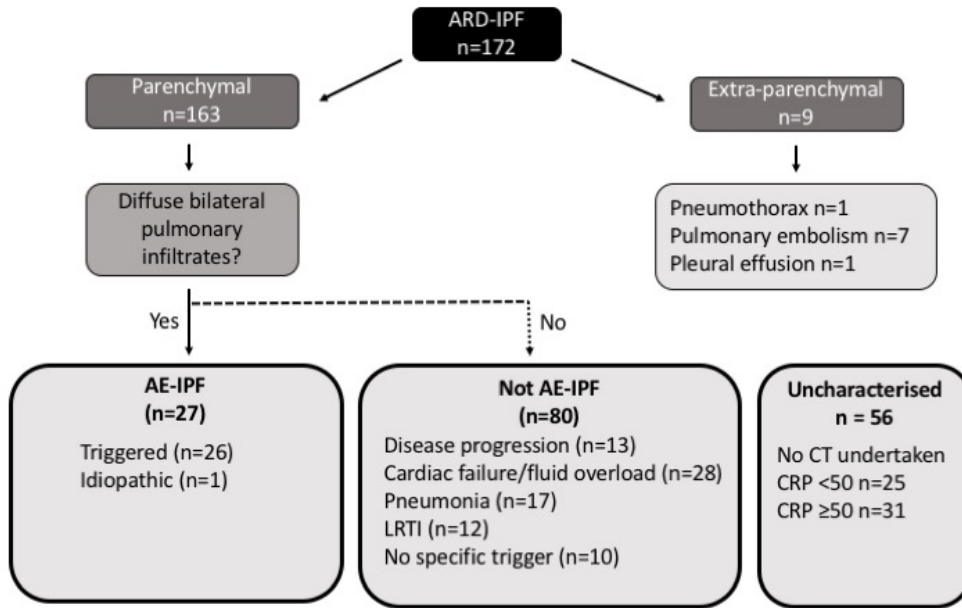 ARD-IPF
n=172
Parenchymal
n=163
Extra-parenchymal
n=9
Diffuse bilateral
pulmonary
infiltrates?
Pneumothorax n=1
Pulmonary embolism n=7
Pleural effusion n=1
Yes
No
AE-IPF
(n=27)
Triggered (n=26)
Idiopathic (n=1)
Not AE-IPF
(n=80)
Disease progression (n=13)
Cardiac failure/fluid overload (n=28)
Pneumonia (n=17)
LRTI (n=12)
No specific trigger (n=10)
Uncharacterised
n = 56
No CT undertaken
CRP <50 n=25
CRP ≥50 n=31